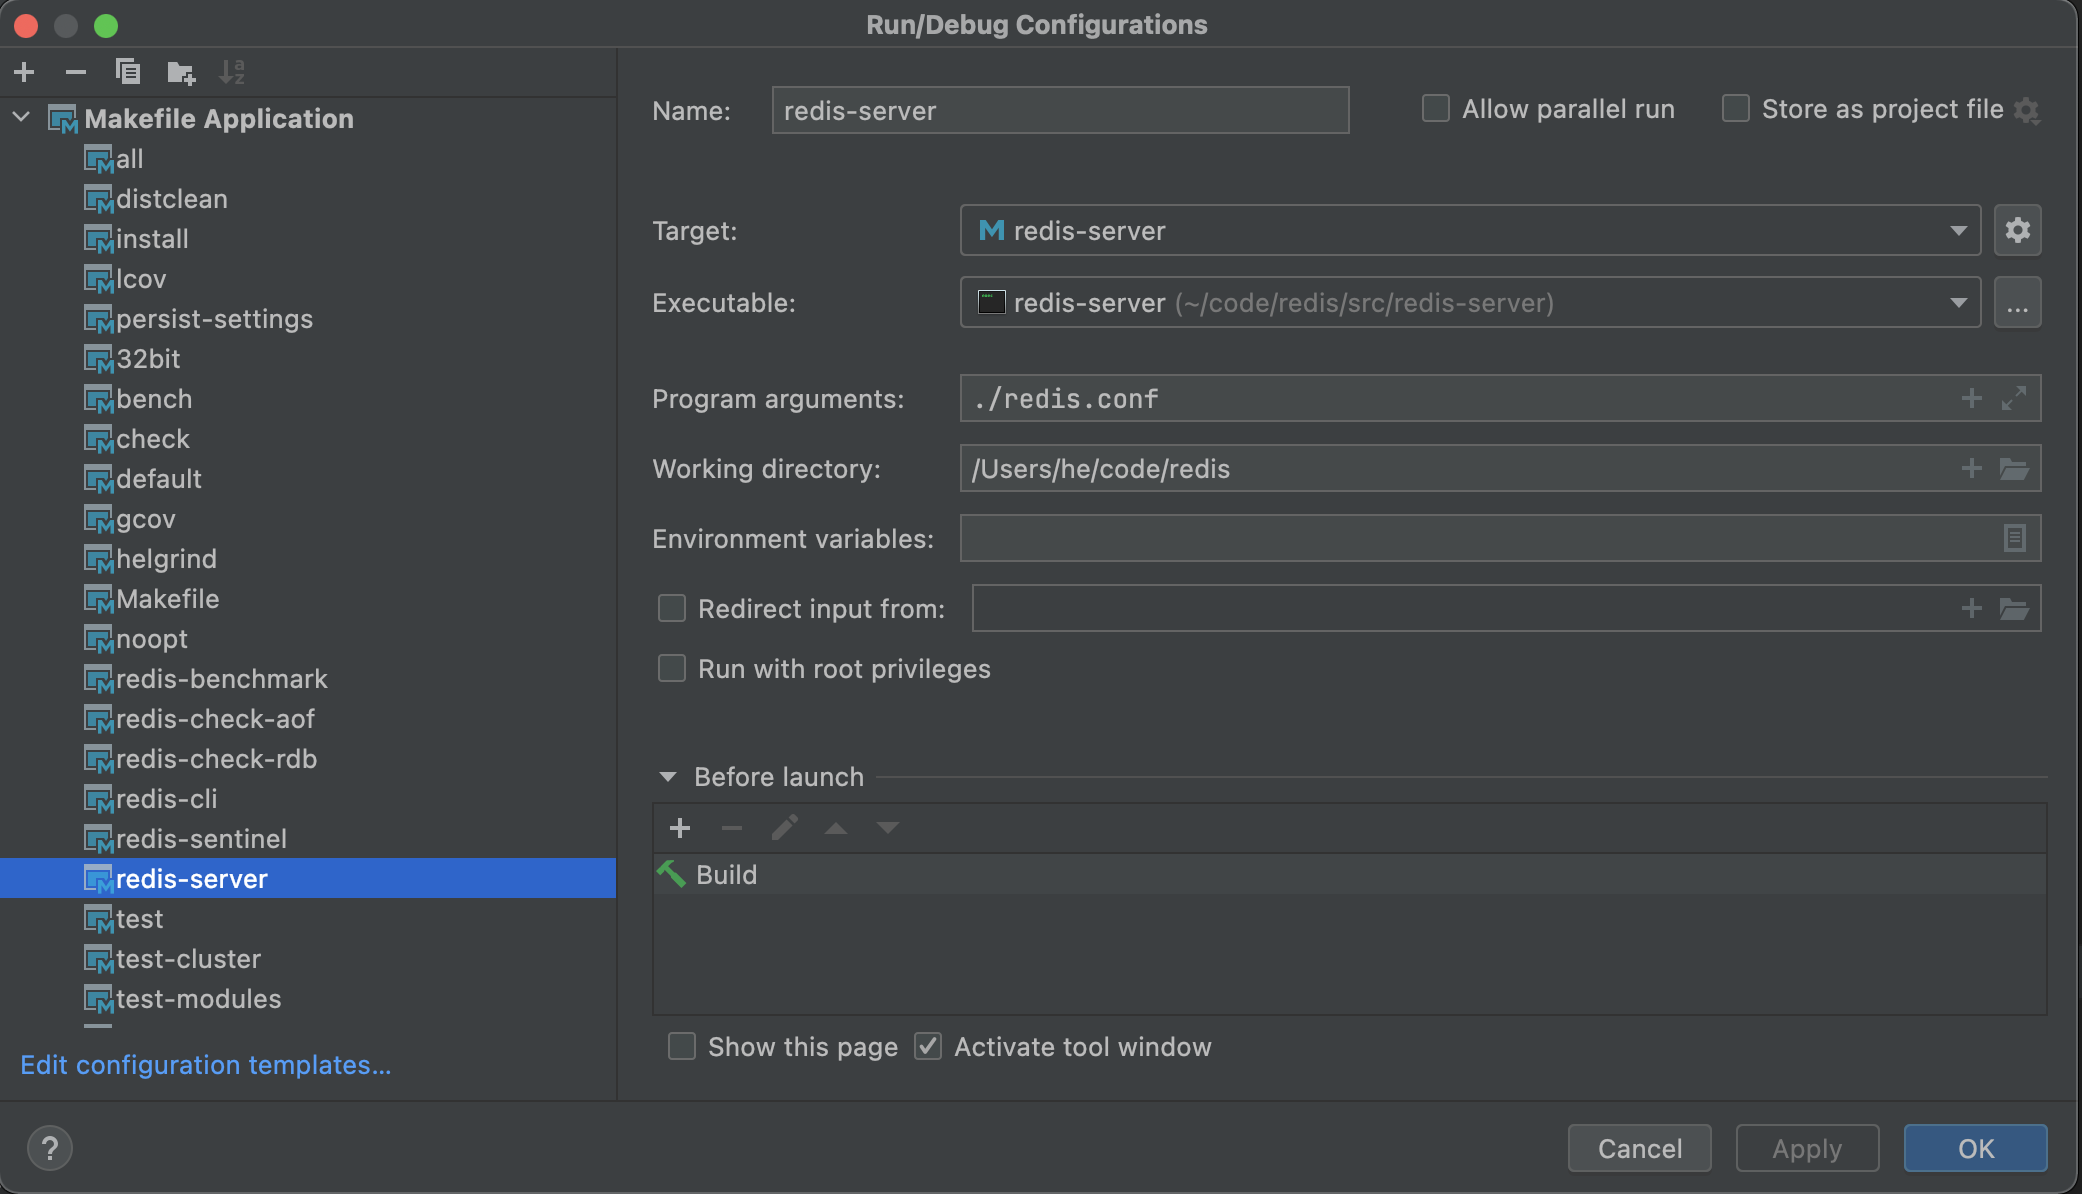 Run/Debug Configurations
Makefile Application
all
distclean
install
lcov
persist-settings
32bit
bench
check
default
gcov
helgrind
Makefile
noopt
redis-benchmark
redis-check-aof
redis-check-rdb
redis-cli
redis-sentinel
redis-server
test
test-cluster
test-modules
Edit configuration templates...
Name: redis-server Allow parallel run Store as project file
Target: redis-server
Executable: redis-server (~/code/redis/src/redis-server) ...
Program arguments: ./redis.conf
Working directory: /Users/he/code/redis
Environment variables:
Redirect input from:
Run with root privileges
Before launch
Build
Show this page Activate tool window
? Cancel Apply OK